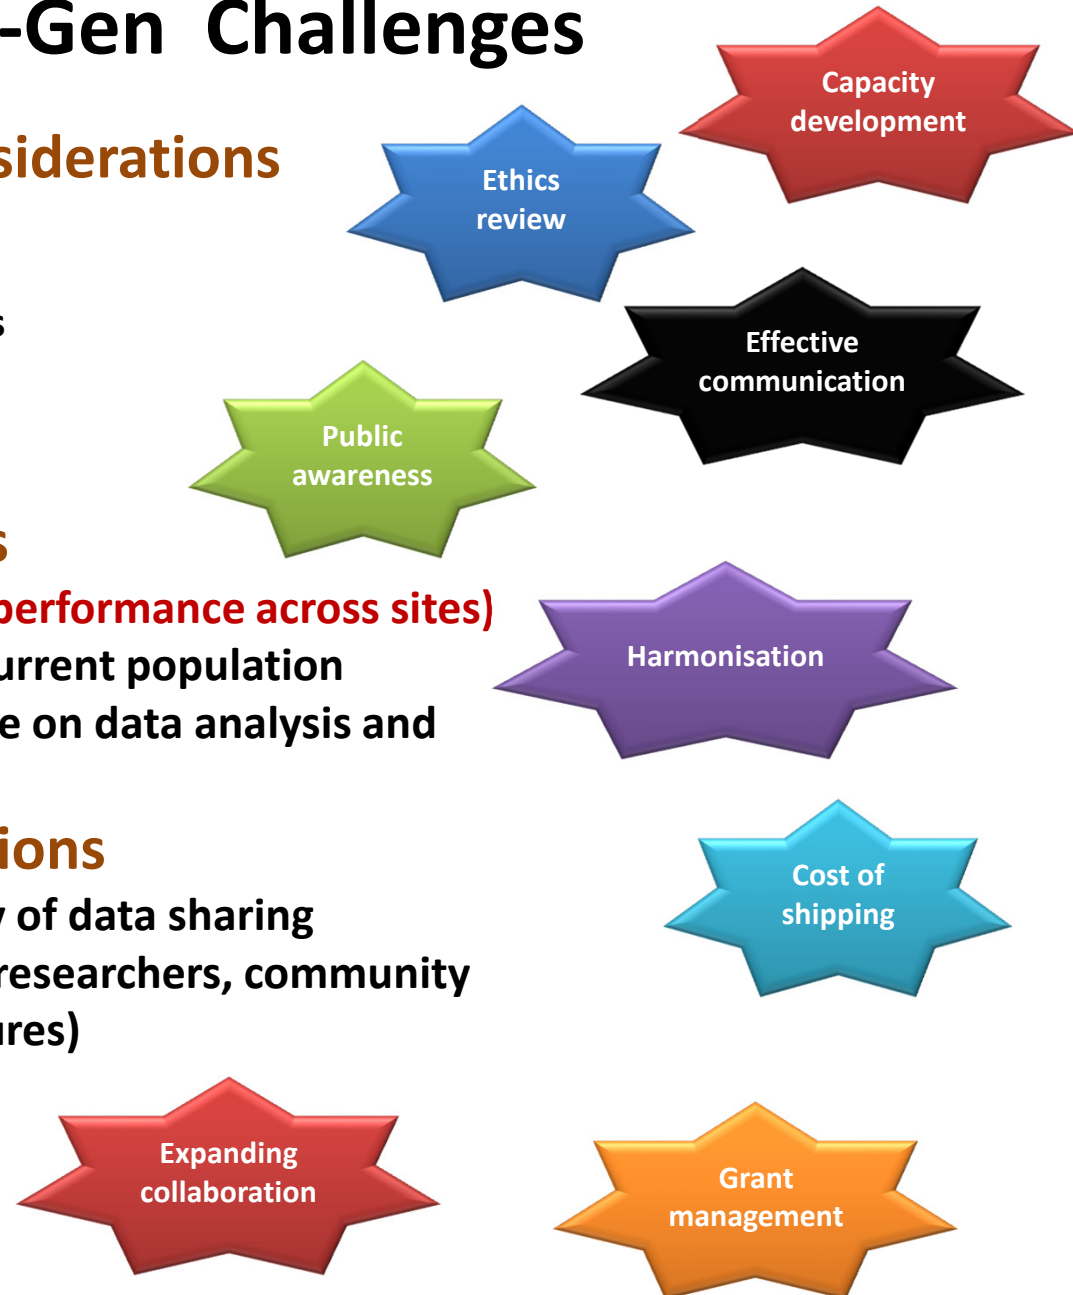 -Gen Challenges
Capacity
development
siderations
Ethics
review
s
Effective
communication
Public
awareness
s
performance across sites)
urrent population
Harmonisation
e on data analysis and
ions
Cost of
shipping
y of data sharing
researchers, community
ures)
Expanding
collaboration
Grant
management